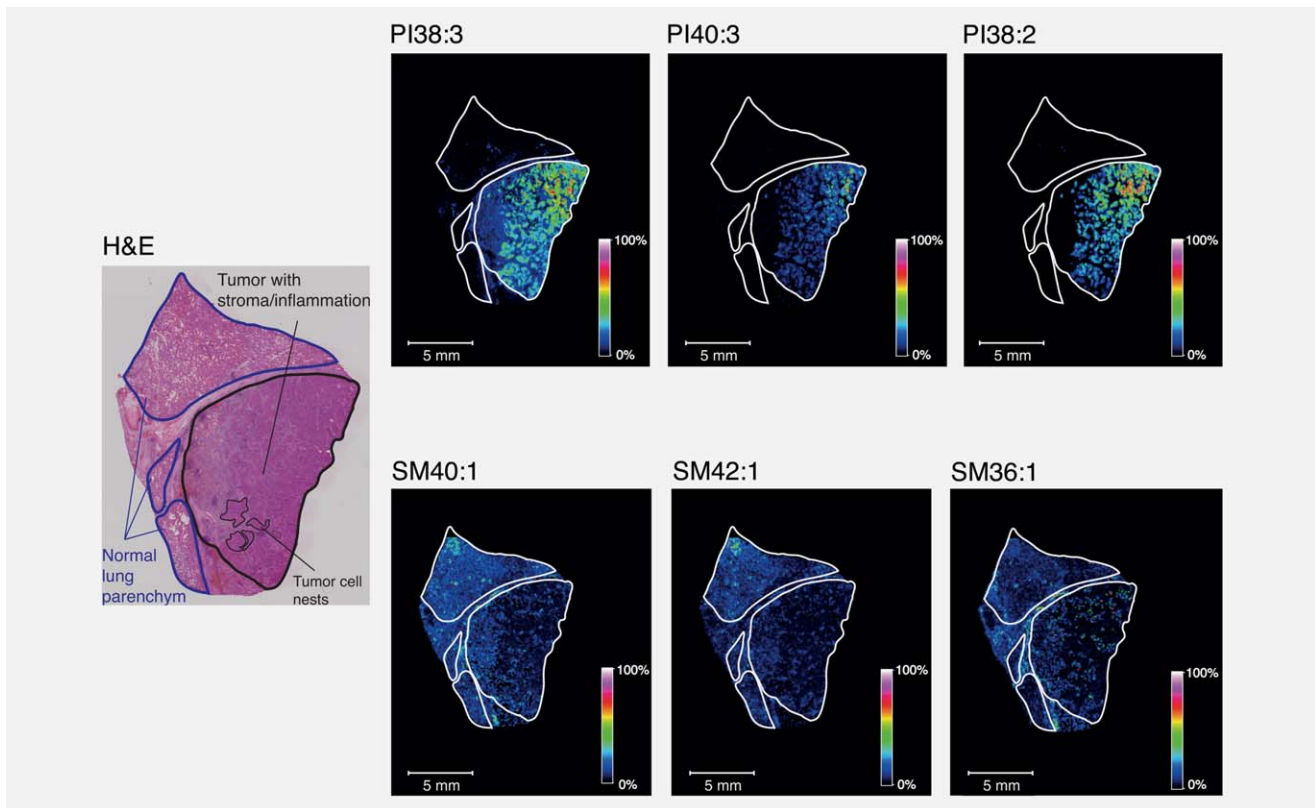 PI38:3
PI40:3
PI38:2
100%
0%
5 mm
100%
0%
5 mm
100%
0%
5 mm
H&E
Tumor with
stroma/inflammation
Normal
lung
parenchym
Tumor cell
nests
SM40:1
SM42:1
SM36:1
100%
0%
5 mm
100%
0%
5 mm
100%
0%
5 mm